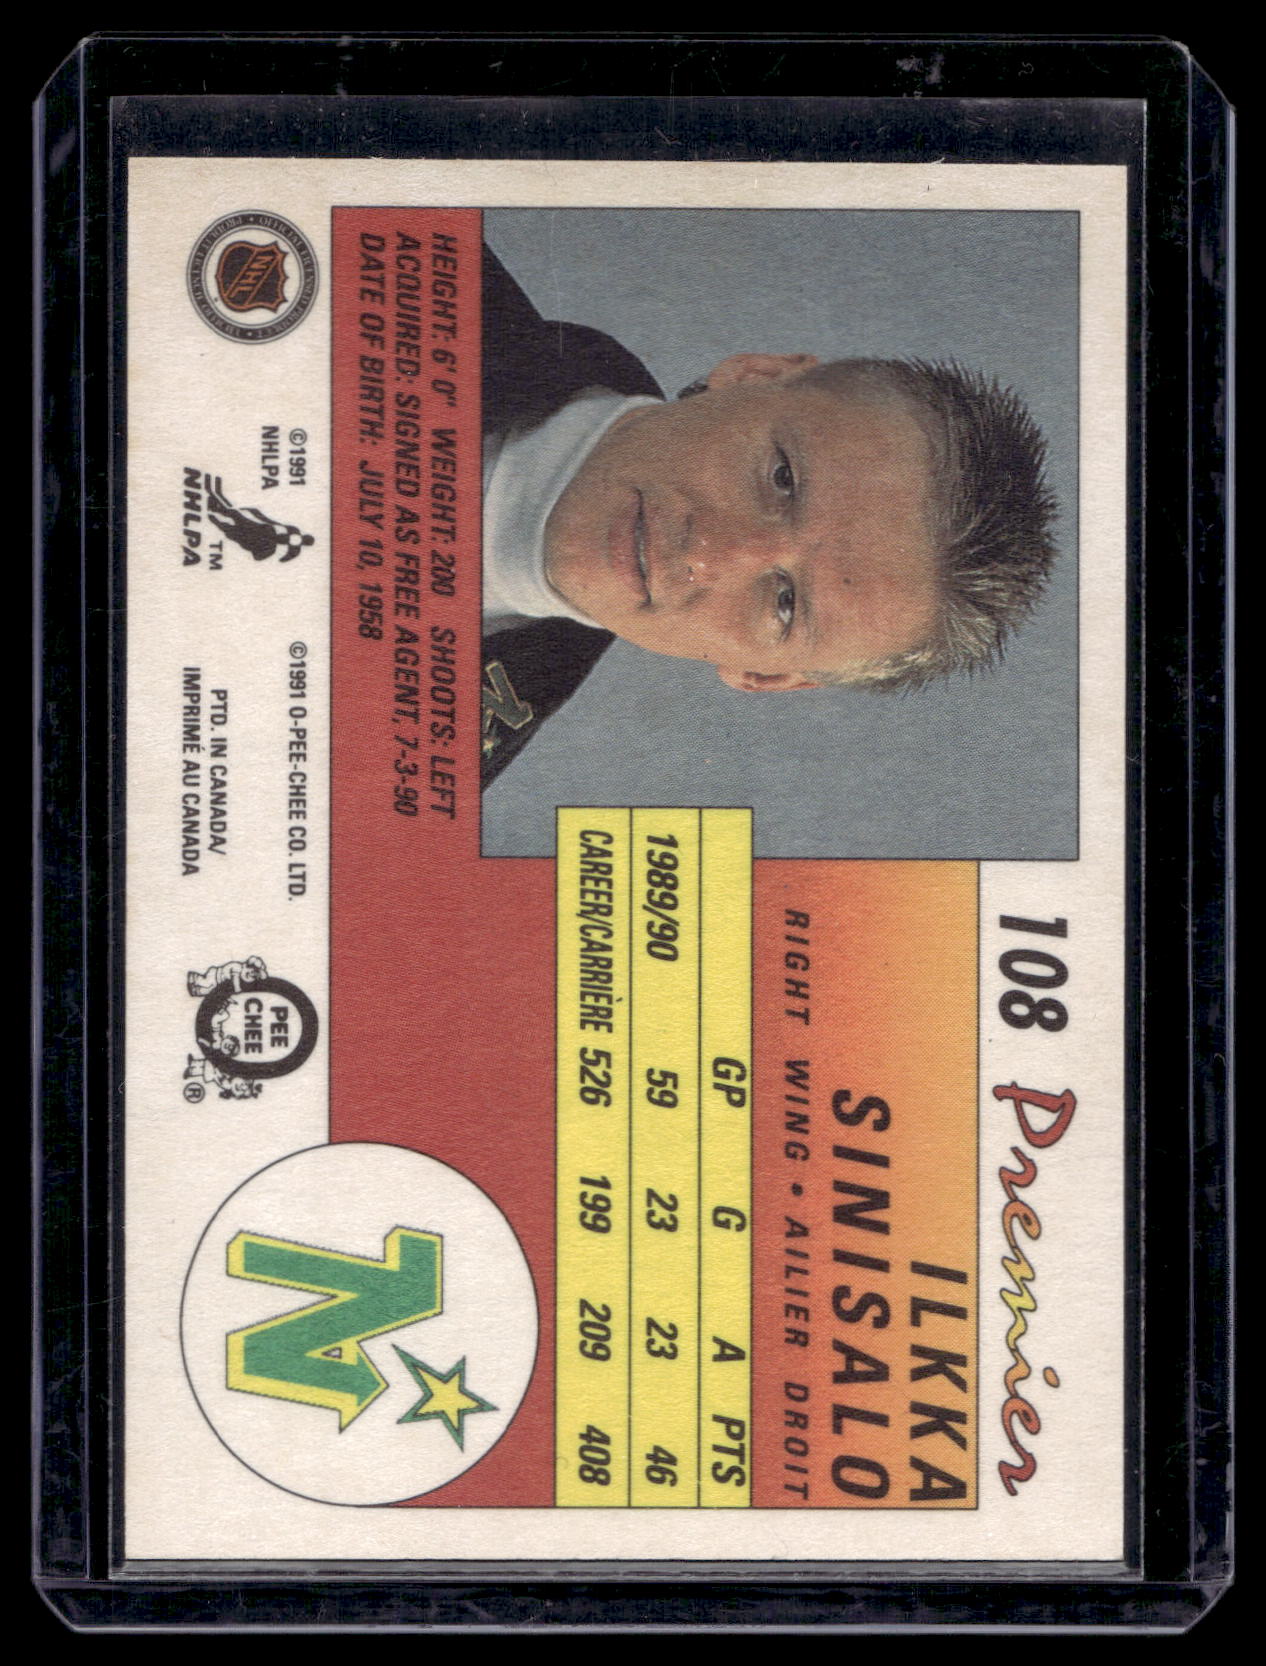 108 Premier
ILKKA
SINISALO
RIGHT WING • AILIER DROIT
GP G A PTS
1989/90 59 23 23 46
CAREER/CARRIÈRE 526 199 209 408
HEIGHT: 6' 0" WEIGHT: 200 SHOOTS: LEFT
ACQUIRED: SIGNED AS FREE AGENT, 7-3-90
DATE OF BIRTH: JULY 10, 1958
NHL
©1991
NHLPA
TM
NHLPA
©1991 O-PEE-CHEE CO. LTD.
PTD. IN CANADA/
IMPRIMÉ AU CANADA
O
PEE
CHEE
®
N